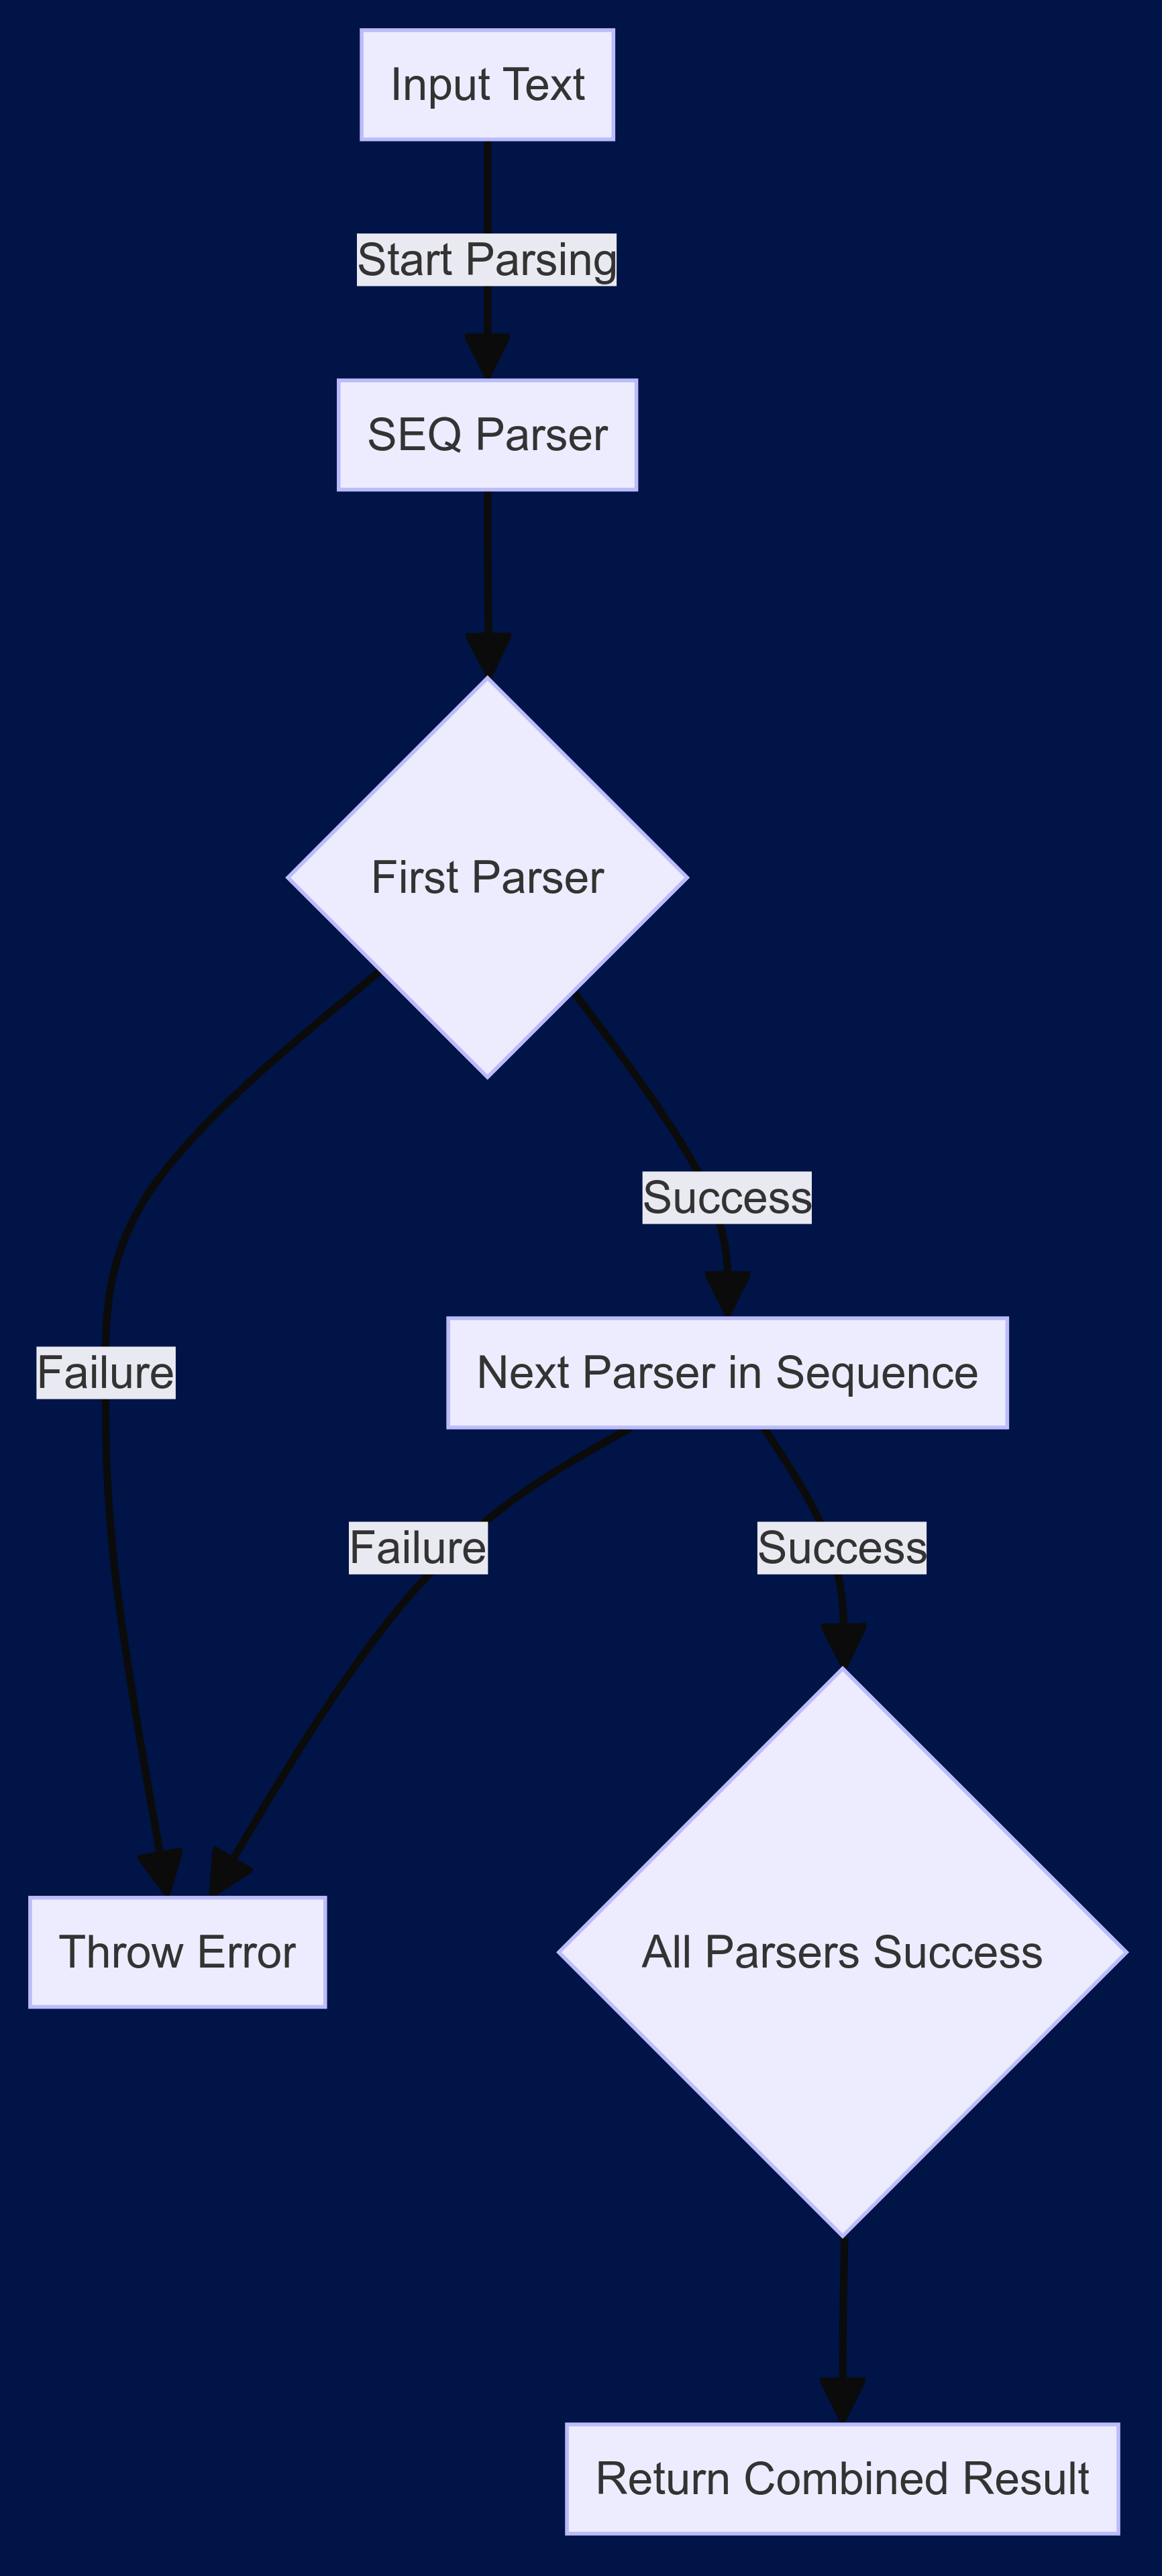 Input Text
Start Parsing
SEQ Parser
First Parser
Success
Failure
Next Parser in Sequence
Failure
Success
Throw Error
All Parsers Success
Return Combined Result